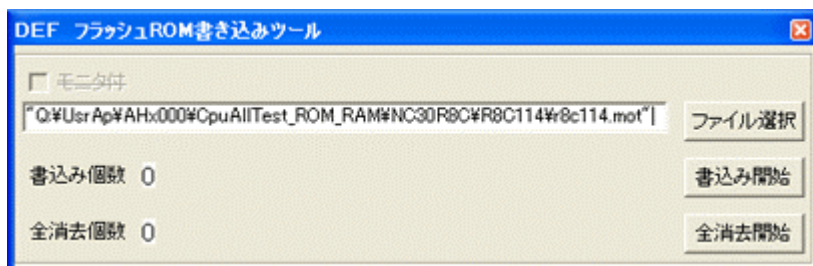 DEF フラッシュROM書き込みツール
モニタ付
"Q:¥UsrAp¥AHx000¥CpuAllTest_ROM_RAM¥NC30R8C¥R8C114¥r8c114.mot"
ファイル選択
書込み個数 0
書込み開始
全消去個数 0
全消去開始